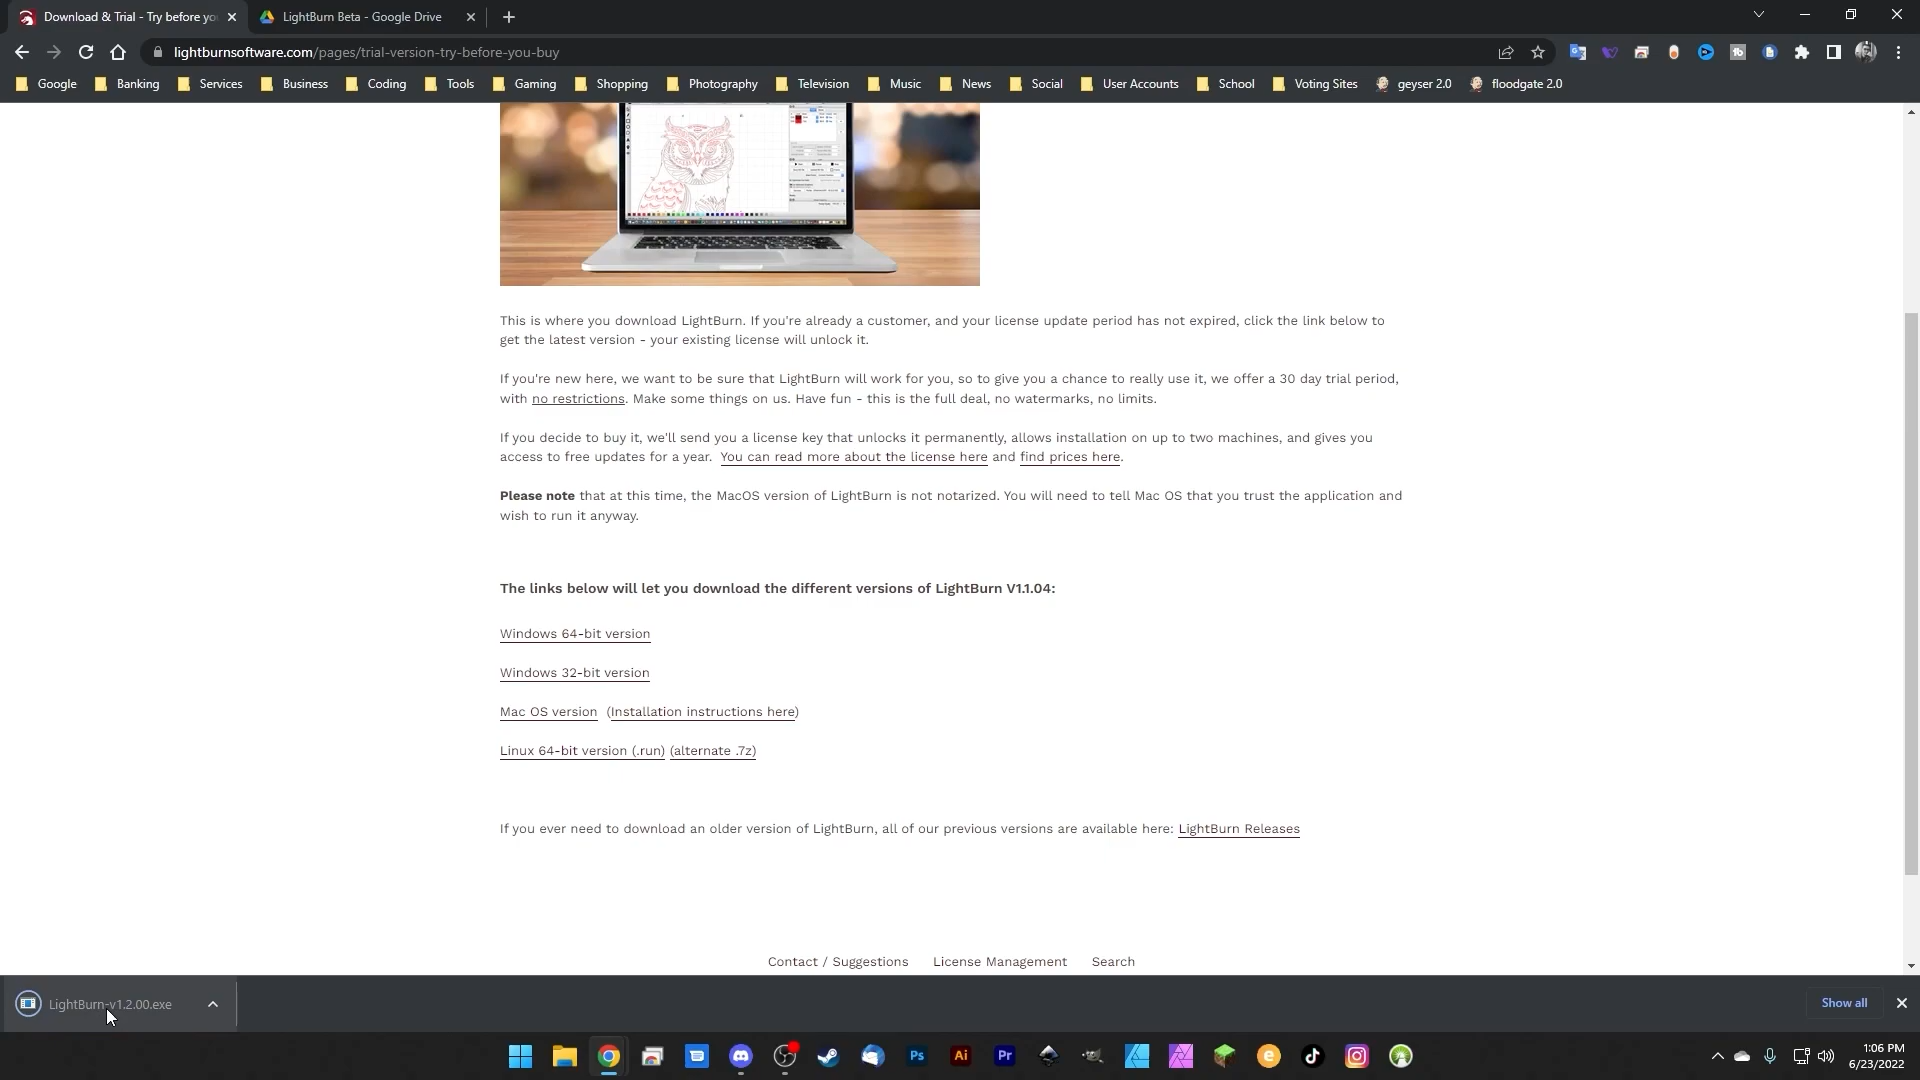 Download & Trial - Try before yo
LightBurn Beta - Google Drive
lightburnsoftware.com/pages/trial-version-try-before-you-buy
Google
Banking
Services
Business
Coding
Tools
Gaming
Shopping
Photography
Television
Music
News
Social
User Accounts
School
Voting Sites
geyser 2.0
floodgate 2.0
This is where you download LightBurn. If you're already a customer, and your license update period has not expired, click the link below to
get the latest version - your existing license will unlock it.
If you're new here, we want to be sure that LightBurn will work for you, so to give you a chance to really use it, we offer a 30 day trial period,
with no restrictions. Make some things on us. Have fun - this is the full deal, no watermarks, no limits.
If you decide to buy it, we'll send you a license key that unlocks it permanently, allows installation on up to two machines, and gives you
access to free updates for a year. You can read more about the license here and find prices here.
Please note that at this time, the MacOS version of LightBurn is not notarized. You will need to tell Mac OS that you trust the application and
wish to run it anyway.
The links below will let you download the different versions of LightBurn V1.1.04:
Windows 64-bit version
Windows 32-bit version
Mac OS version (Installation instructions here)
Linux 64-bit version (.run) (alternate .7z)
If you ever need to download an older version of LightBurn, all of our previous versions are available here: LightBurn Releases
Contact / Suggestions License Management Search
LightBurn-v1.2.00.exe
Show all
Ps
Ai
Pr
1:06 PM
6/23/2022